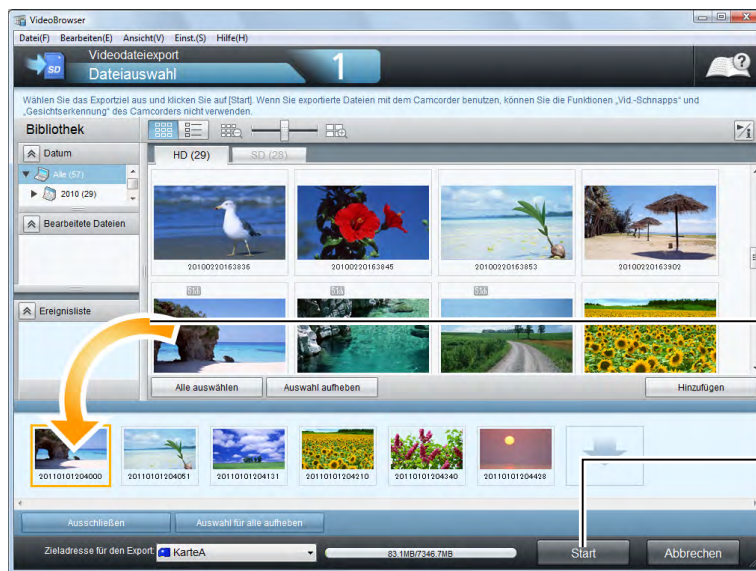 VideoBrowser
Datei(F) Bearbeiten(E) Ansicht(V) Einst.(S) Hilfe(H)
SD
Videodateiexport
Dateiauswahl
1
?
Wählen Sie das Exportziel aus und klicken Sie auf [Start]. Wenn Sie exportierte Dateien mit dem Camcorder benutzen, können Sie die Funktionen „Vid.-Schnapps“ und
„Gesichtserkennung“ des Camcorders nicht verwenden.
Bibliothek
Datum
HD (29)
SD (28)
Alle (57)
2010 (29)
Bearbeitete Dateien
20100220163836
20100220163845
20100220163853
20100220163902
Ereignisliste
Alle auswählen
Auswahl aufheben
Hinzufügen
20110101204000
20110101204051
20110101204131
20110101204210
20110101204340
20110101204428
Ausschließen
Auswahl für alle aufheben
Zieladresse für den Export:
KarteA
83.1MB/7346.7MB
Start
Abbrechen